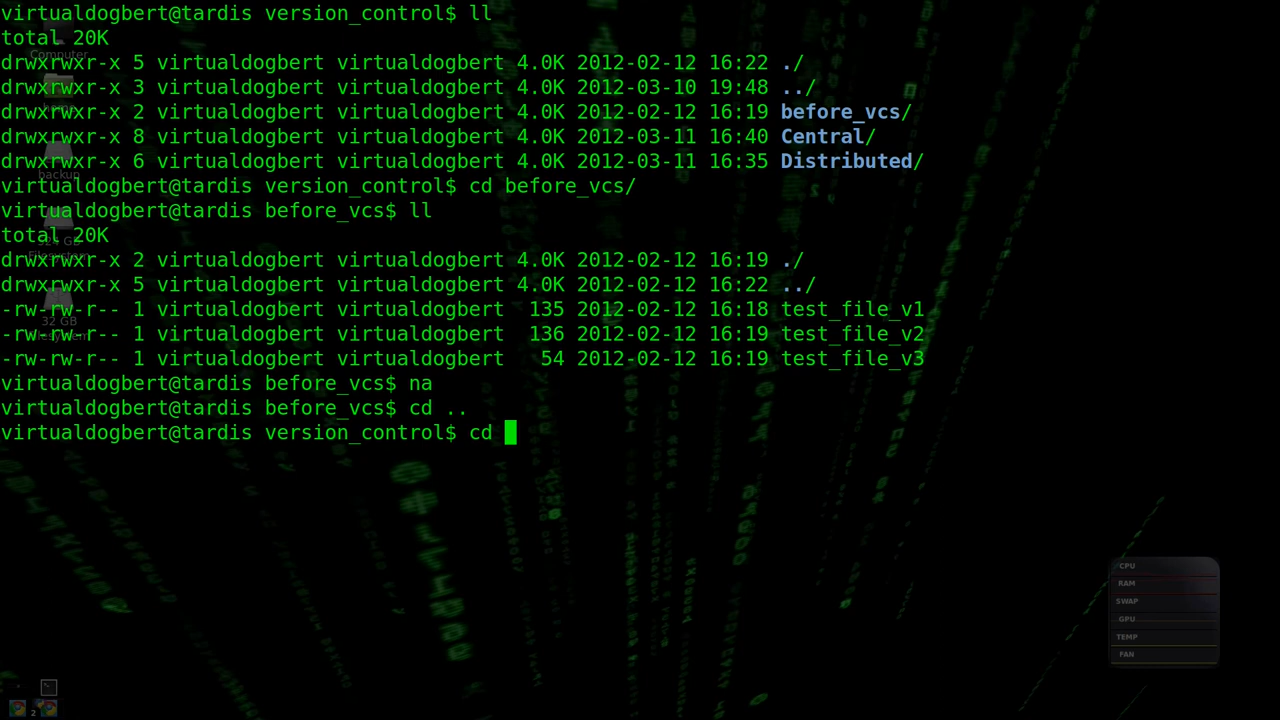 virtualdogbert@tardis version_control$ ll
total 20K
drwxrwxr-x 5 virtualdogbert virtualdogbert 4.0K 2012-02-12 16:22 ./
drwxrwxr-x 3 virtualdogbert virtualdogbert 4.0K 2012-03-10 19:48 ../
drwxrwxr-x 2 virtualdogbert virtualdogbert 4.0K 2012-02-12 16:19 before_vcs/
drwxrwxr-x 8 virtualdogbert virtualdogbert 4.0K 2012-03-11 16:40 Central/
drwxrwxr-x 6 virtualdogbert virtualdogbert 4.0K 2012-03-11 16:35 Distributed/
virtualdogbert@tardis version_control$ cd before_vcs/
virtualdogbert@tardis before_vcs$ ll
total 20K
drwxrwxr-x 2 virtualdogbert virtualdogbert 4.0K 2012-02-12 16:19 ./
drwxrwxr-x 5 virtualdogbert virtualdogbert 4.0K 2012-02-12 16:22 ../
-rw-rw-r-- 1 virtualdogbert virtualdogbert  135 2012-02-12 16:18 test_file_v1
-rw-rw-r-- 1 virtualdogbert virtualdogbert  136 2012-02-12 16:19 test_file_v2
-rw-rw-r-- 1 virtualdogbert virtualdogbert   54 2012-02-12 16:19 test_file_v3
virtualdogbert@tardis before_vcs$ na
virtualdogbert@tardis before_vcs$ cd ..
virtualdogbert@tardis version_control$ cd
Computer
backup
32 GB
CPU
RAM
SWAP
GPU
TEMP
FAN
2